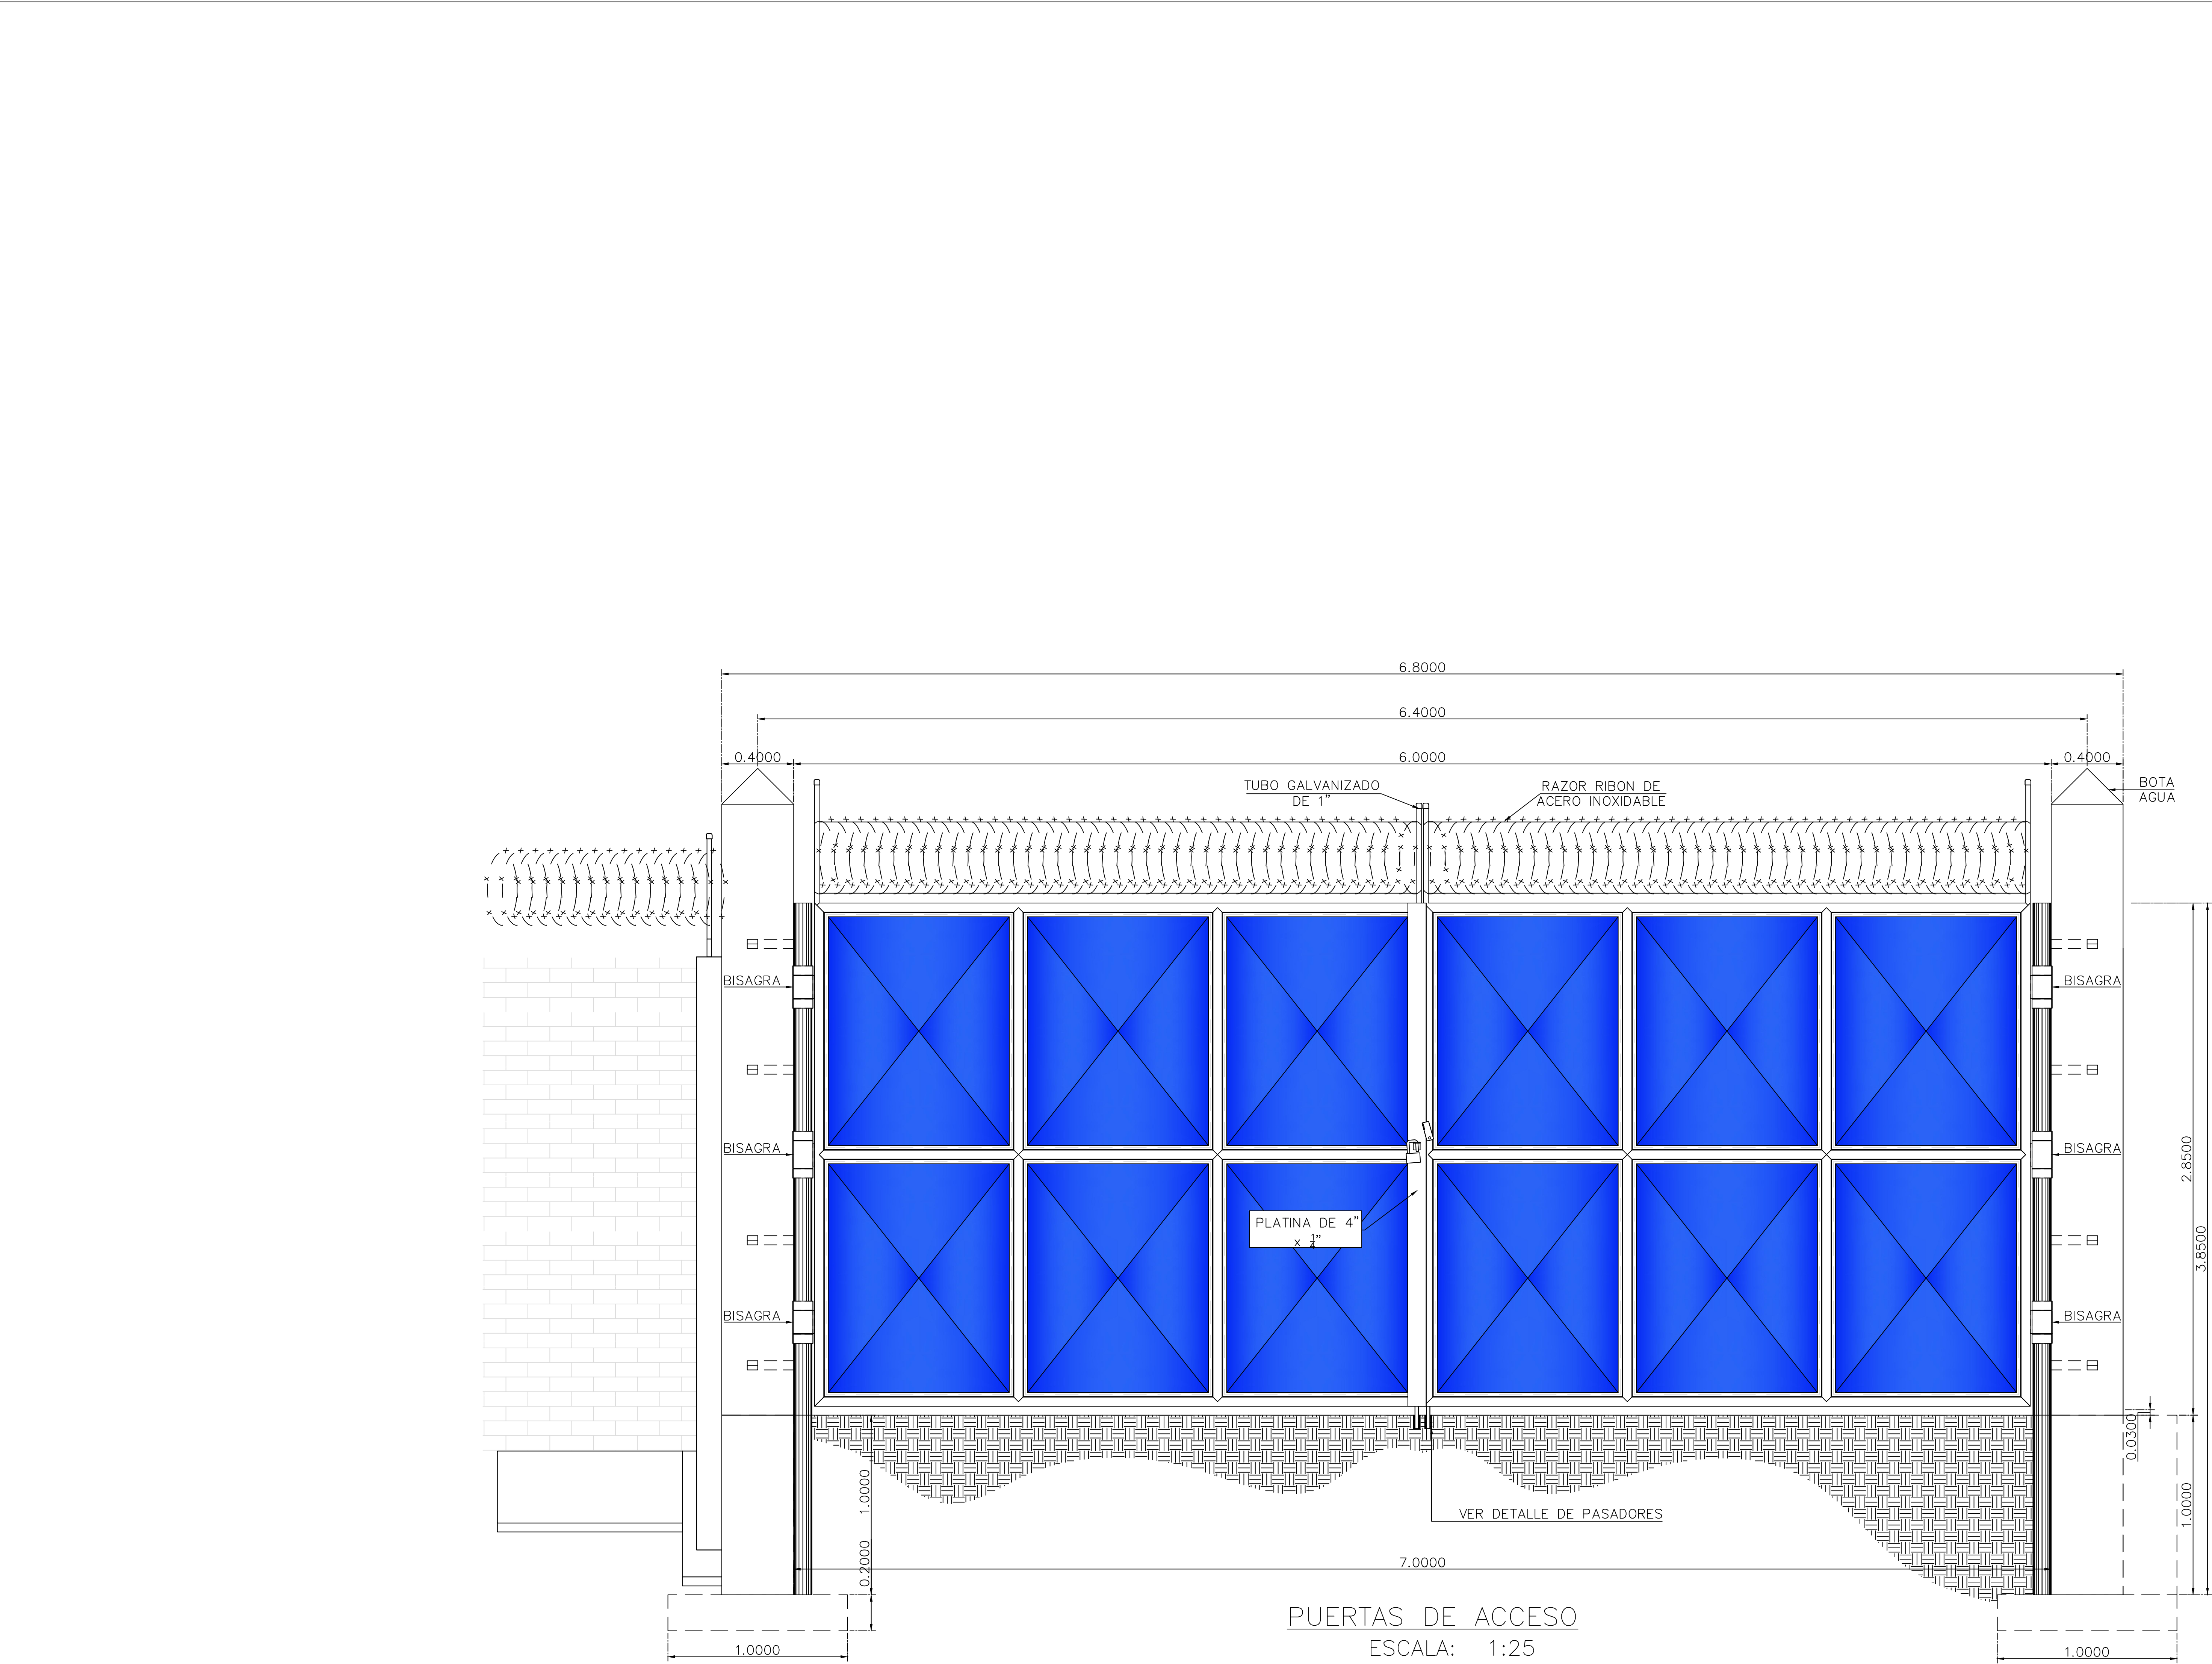 6.8000
6.4000
0.4000
6.0000
0.4000
TUBO GALVANIZADO
DE 1"
RAZOR RIBON DE
ACERO INOXIDABLE
BOTA
AGUA
BISAGRA
BISAGRA
BISAGRA
BISAGRA
2.8500
PLATINA DE 4"
x 1/4"
3.8500
BISAGRA
BISAGRA
0.0300
1.0000
1.0000
VER DETALLE DE PASADORES
0.2000
7.0000
PUERTAS DE ACCESO
ESCALA: 1:25
1.0000
1.0000